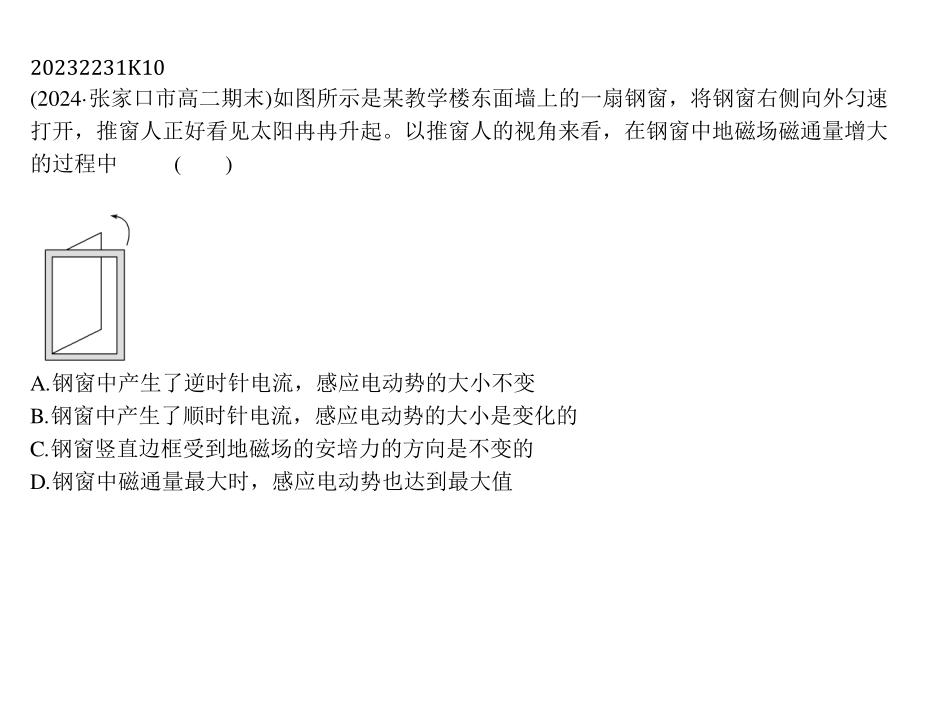 20232231K10
(2024·张家口市高二期末)如图所示是某教学楼东面墙上的一扇钢窗，将钢窗右侧向外匀速
打开，推窗人正好看见太阳冉冉升起。以推窗人的视角来看，在钢窗中地磁场磁通量增大
的过程中 ( )
A.钢窗中产生了逆时针电流，感应电动势的大小不变
B.钢窗中产生了顺时针电流，感应电动势的大小是变化的
C.钢窗竖直边框受到地磁场的安培力的方向是不变的
D.钢窗中磁通量最大时，感应电动势也达到最大值